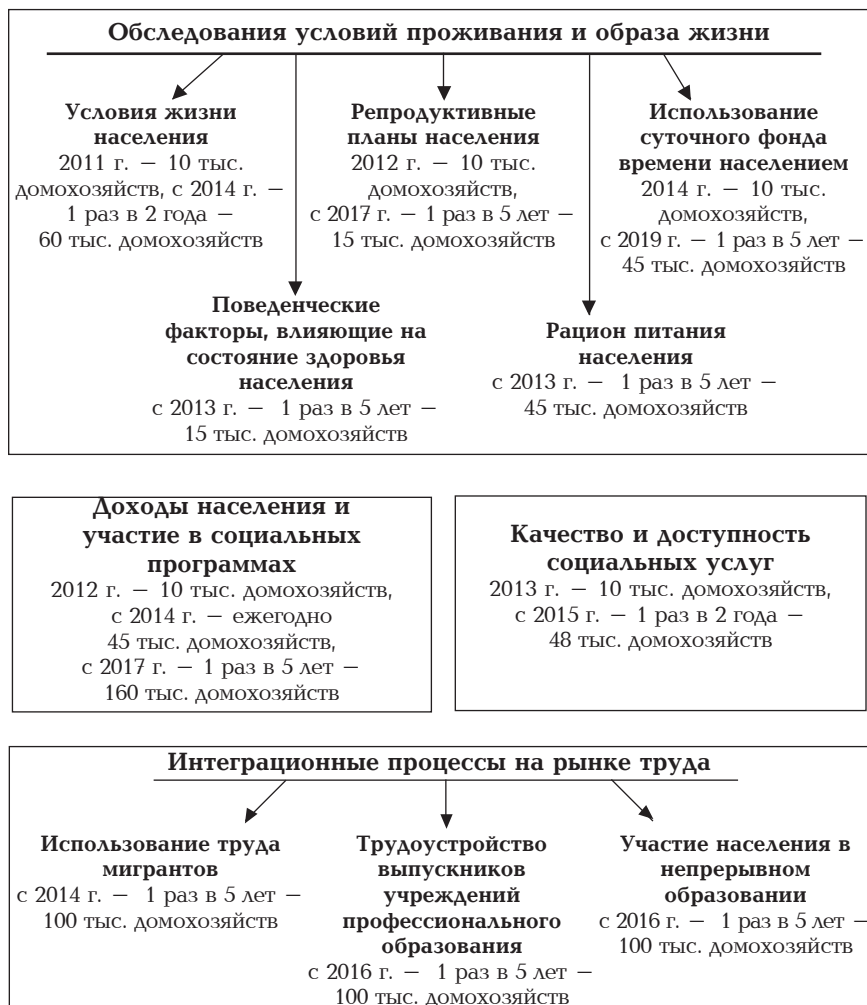 Обследования условий проживания и образа жизни
Условия жизни
населения
2011 г. — 10 тыс.
домохозяйств, с 2014 г. —
1 раз в 2 года —
60 тыс. домохозяйств
Репродуктивные
планы населения
2012 г. — 10 тыс.
домохозяйств,
с 2017 г. — 1 раз в 5 лет —
15 тыс. домохозяйств
Использование
суточного фонда
времени населением
2014 г. — 10 тыс.
домохозяйств,
с 2019 г. — 1 раз в 5 лет —
45 тыс. домохозяйств
Поведенческие
факторы, влияющие на
состояние здоровья
населения
с 2013 г. — 1 раз в 5 лет —
15 тыс. домохозяйств
Рацион питания
населения
с 2013 г. — 1 раз в 5 лет —
45 тыс. домохозяйств
Доходы населения и
участие в социальных
программах
2012 г. — 10 тыс. домохозяйств,
с 2014 г. — ежегодно
45 тыс. домохозяйств,
с 2017 г. — 1 раз в 5 лет —
160 тыс. домохозяйств
Качество и доступность
социальных услуг
2013 г. — 10 тыс. домохозяйств,
с 2015 г. — 1 раз в 2 года —
48 тыс. домохозяйств
Интеграционные процессы на рынке труда
Использование труда
мигрантов
с 2014 г. — 1 раз в 5 лет —
100 тыс. домохозяйств
Трудоустройство
выпускников
учреждений
профессионального
образования
с 2016 г. — 1 раз в 5 лет —
100 тыс. домохозяйств
Участие населения в
непрерывном
образовании
с 2016 г. — 1 раз в 5 лет —
100 тыс. домохозяйств